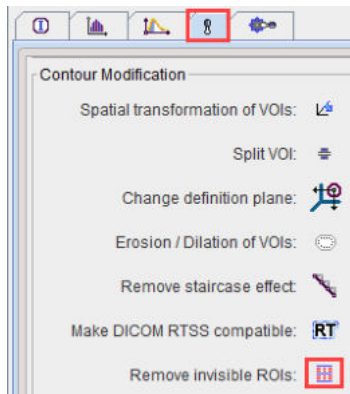 Contour Modification
Spatial transformation of VOIs:
Split VOI:
Change definition plane:
Erosion / Dilation of VOIs:
Remove staircase effect:
Make DICOM RTSS compatible: RT
Remove invisible ROIs: